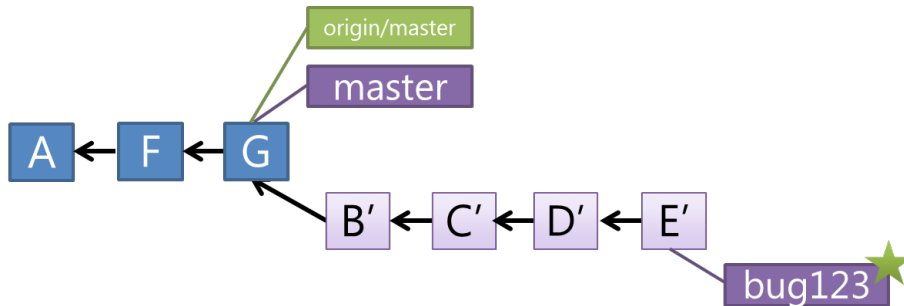 origin/master
master
A F G
B’ C’ D’ E’
bug123